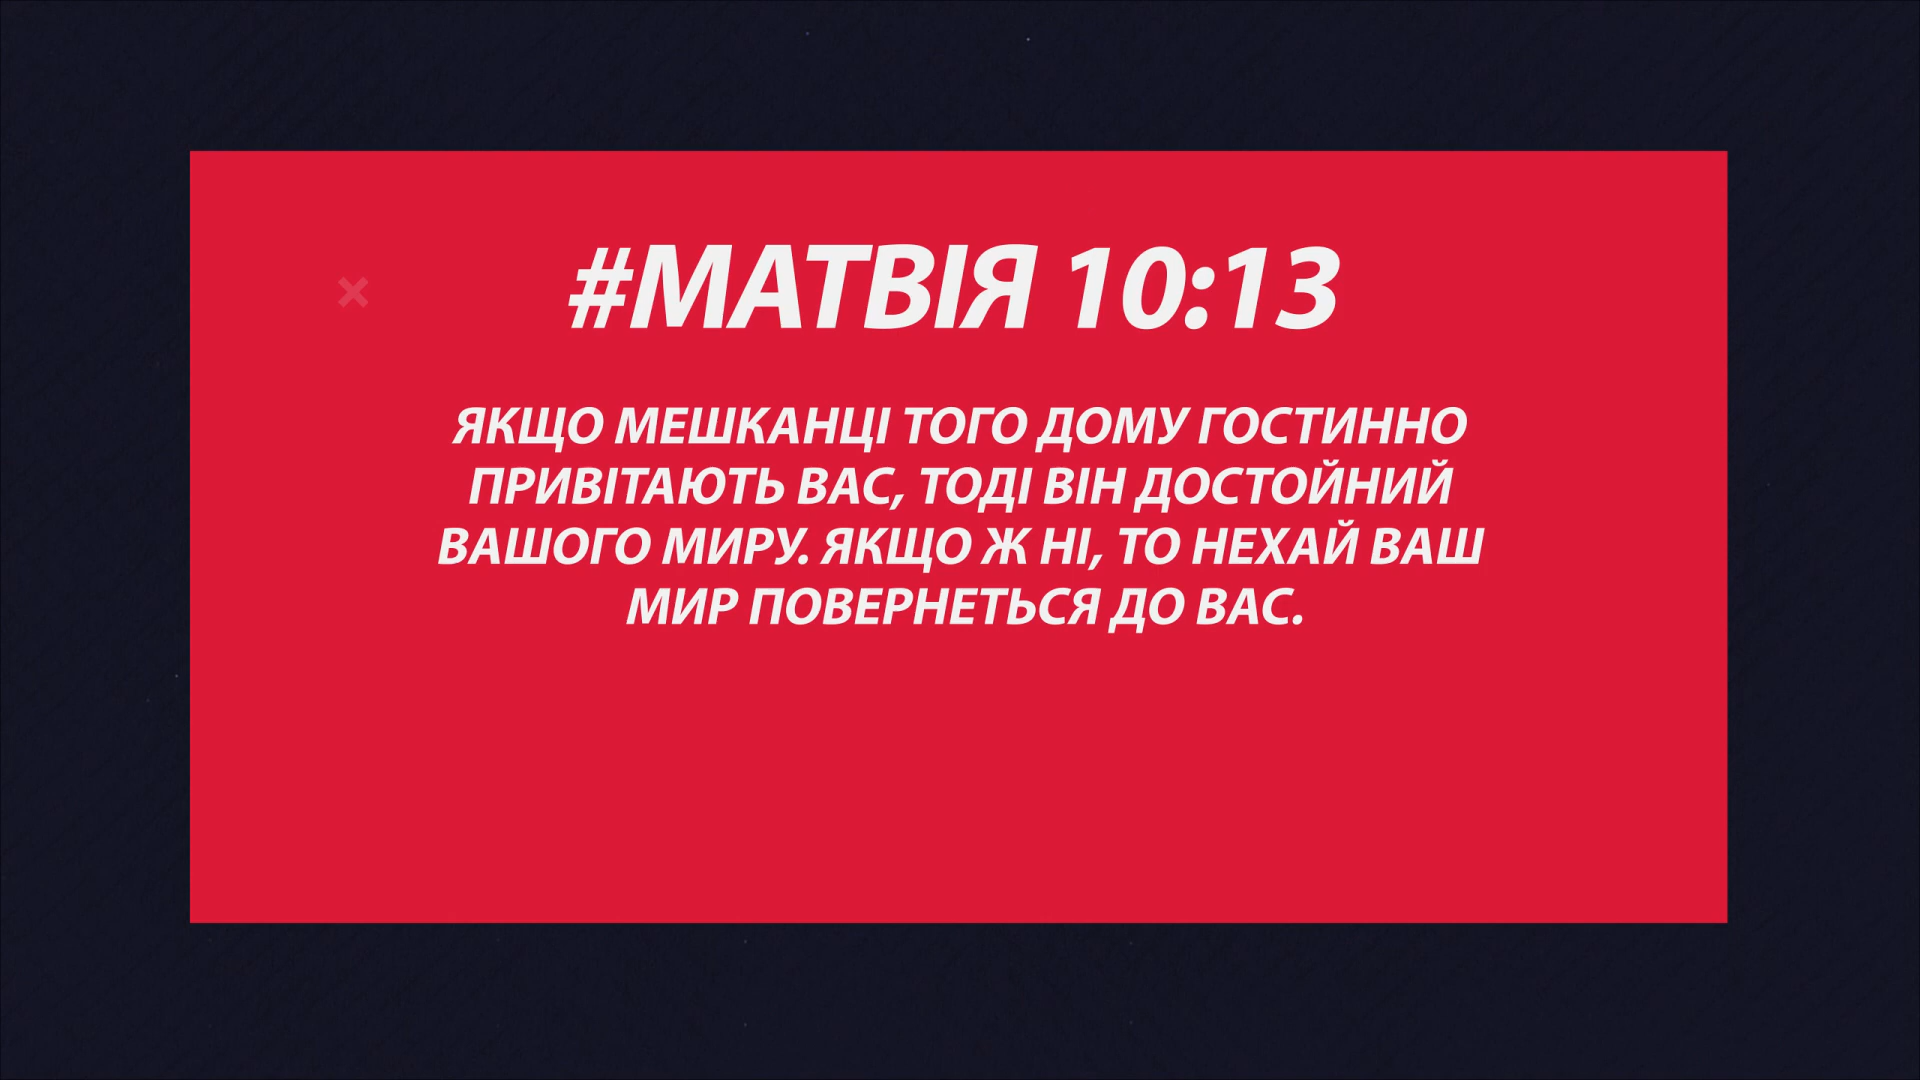 #МАТВІЯ 10:13
ЯКЩО МЕШКАНЦІ ТОГО ДОМУ ГОСТИННО
ПРИВІТАЮТЬ ВАС, ТОДІ ВІН ДОСТОЙНИЙ
ВАШОГО МИРУ. ЯКЩО Ж НІ, ТО НЕХАЙ ВАШ
МИР ПОВЕРНЕТЬСЯ ДО ВАС.